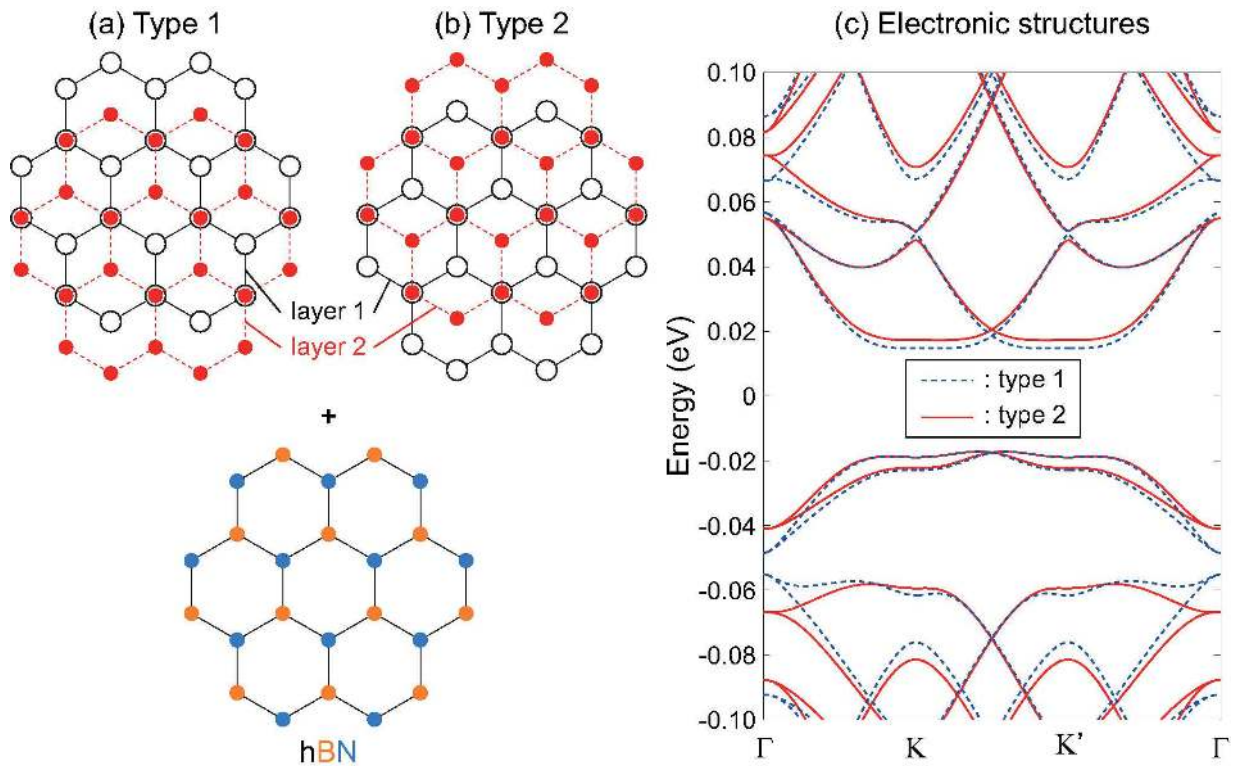 (a) Type 1
(b) Type 2
(c) Electronic structures
layer 1
layer 2
+
hBN
Energy (eV)
0.10
0.08
0.06
0.04
0.02
0
-0.02
-0.04
-0.06
-0.08
-0.10
: type 1
: type 2
Γ K K' Γ